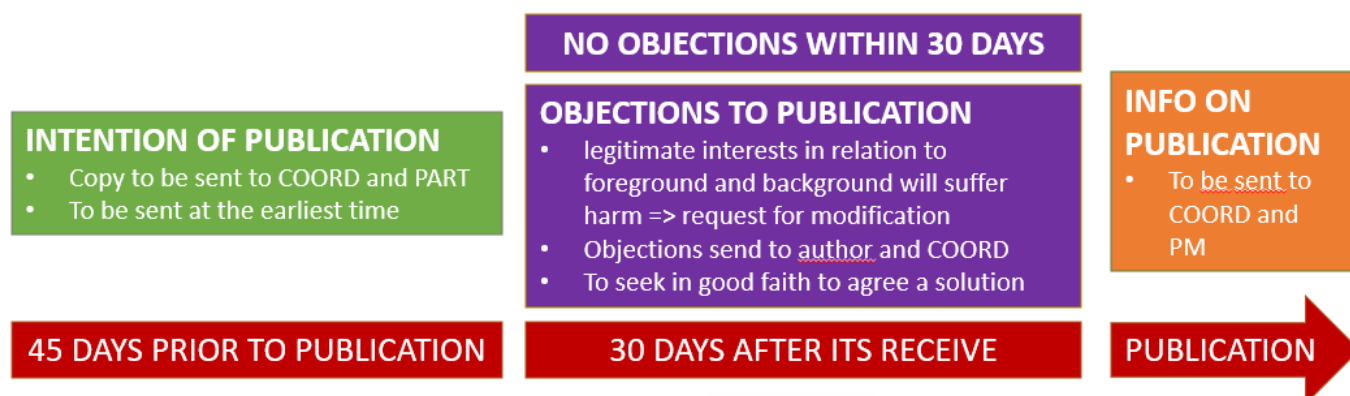 INTENTION OF PUBLICATION
• Copy to be sent to COORD and PART
• To be sent at the earliest time
45 DAYS PRIOR TO PUBLICATION
NO OBJECTIONS WITHIN 30 DAYS
OBJECTIONS TO PUBLICATION
• legitimate interests in relation to
foreground and background will suffer
harm => request for modification
• Objections send to author and COORD
• To seek in good faith to agree a solution
30 DAYS AFTER ITS RECEIVE
INFO ON
PUBLICATION
• To be sent to
COORD and
PM
PUBLICATION